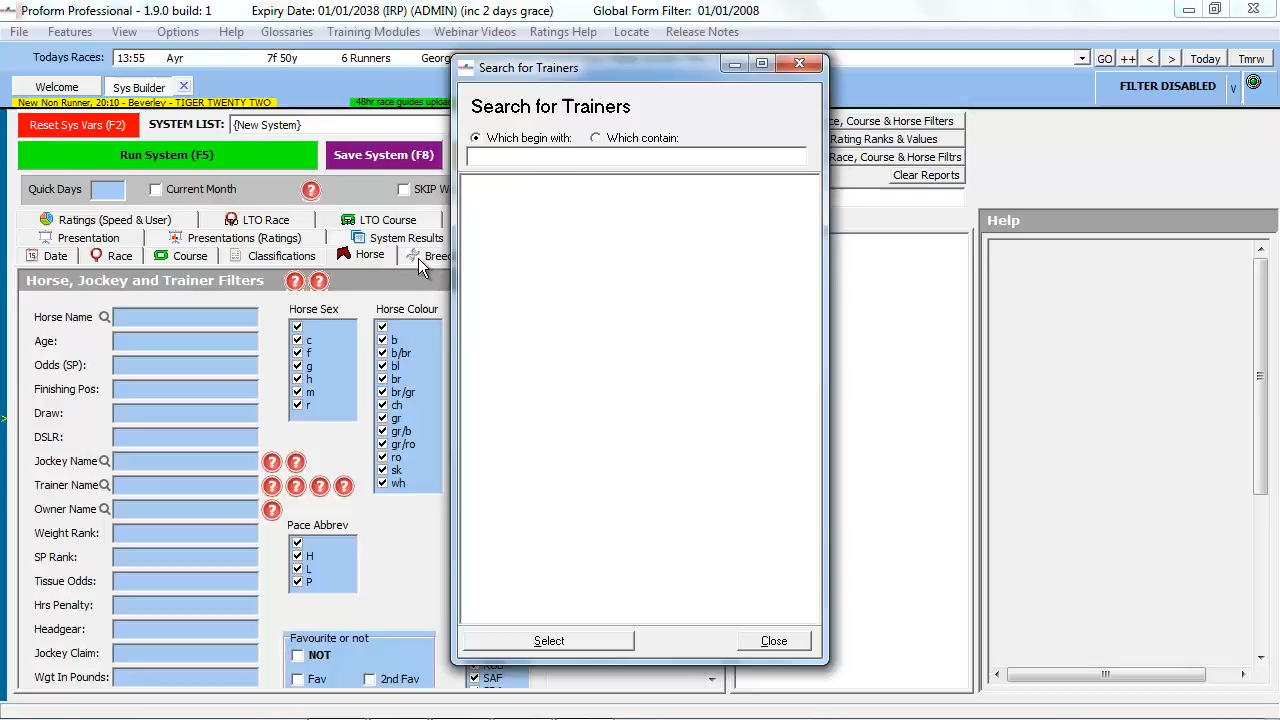 Proform Professional - 1.9.0 build: 1 Expiry Date: 01/01/2038 (IRP) (ADMIN) (inc 2 days grace) Global Form Filter: 01/01/2008
File Features View Options Help Glossaries Training Modules Webinar Videos Ratings Help Locate Release Notes
Todays Races: 13:55 Ayr 7f 50y 6 Runners Georg GO ++ < > Today Tmrw
Welcome Sys Builder X FILTER DISABLED V
New Non Runner, 20:10 - Beverley - TIGER TWENTY TWO 48hr race guides uploa
Reset Sys Vars (F2) SYSTEM LIST: {New System}
Run System (F5) Save System (F8)
Quick Days Current Month ? SKIP W
Ratings (Speed & User) LTO Race LTO Course
Presentation Presentations (Ratings) System Results
Date Race Course Classifications Horse Breed
Horse, Jockey and Trainer Filters ? ?
Horse Name
Age:
Odds (SP):
Finishing Pos:
Draw:
DSLR:
Jockey Name ? ?
Trainer Name ? ? ? ?
Owner Name ?
Weight Rank:
SP Rank:
Tissue Odds:
Hrs Penalty:
Headgear:
Jockey Claim:
Wgt In Pounds:
Horse Sex
c
f
g
h
m
r
Horse Colour
b
b/br
bl
br
br/gr
ch
gr
gr/b
gr/ro
ro
sk
wh
Pace Abbrev
H
L
P
Favourite or not
NOT
Fav 2nd Fav
SAF
Search for Trainers
Search for Trainers
Which begin with: Which contain:
Select Close
ce, Course & Horse Filters
Rating Ranks & Values
Race, Course & Horse Filtrs
Clear Reports
Help